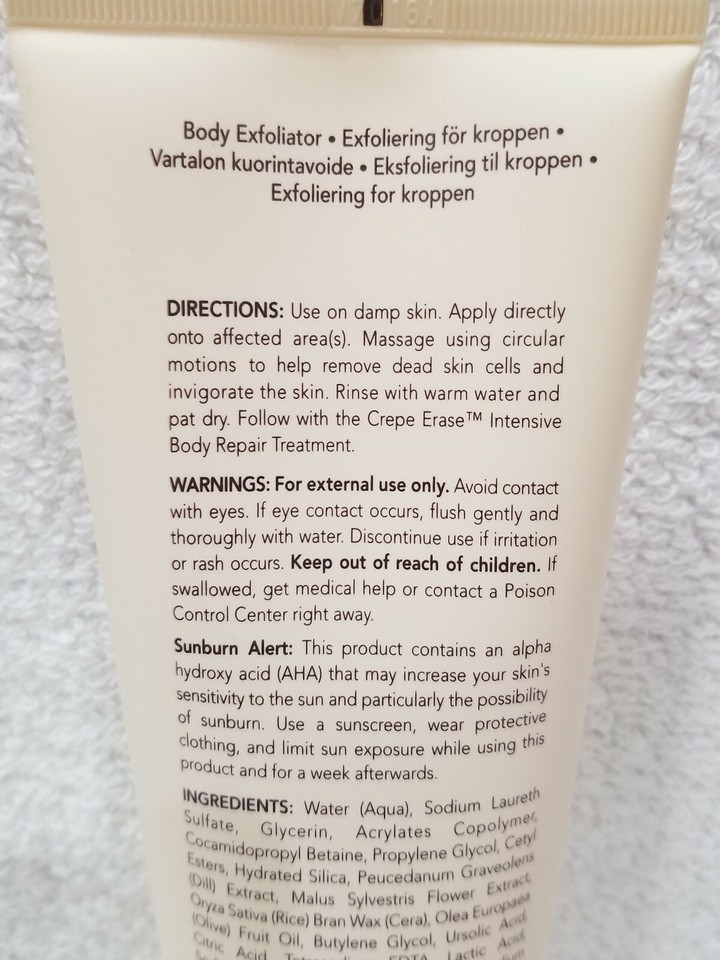 Body Exfoliator • Exfoliering för kroppen •
Vartalon kuorintavoide • Eksfoliering til kroppen •
Exfoliering for kroppen
DIRECTIONS: Use on damp skin. Apply directly
onto affected area(s). Massage using circular
motions to help remove dead skin cells and
invigorate the skin. Rinse with warm water and
pat dry. Follow with the Crepe Erase™ Intensive
Body Repair Treatment.
WARNINGS: For external use only. Avoid contact
with eyes. If eye contact occurs, flush gently and
thoroughly with water. Discontinue use if irritation
or rash occurs. Keep out of reach of children. If
swallowed, get medical help or contact a Poison
Control Center right away.
Sunburn Alert: This product contains an alpha
hydroxy acid (AHA) that may increase your skin's
sensitivity to the sun and particularly the possibility
of sunburn. Use a sunscreen, wear protective
clothing, and limit sun exposure while using this
product and for a week afterwards.
INGREDIENTS: Water (Aqua), Sodium Laureth
Sulfate, Glycerin, Acrylates Copolymer,
Cocamidopropyl Betaine, Propylene Glycol, Cetyl
Esters, Hydrated Silica, Peucedanum Graveolens
(Dill) Extract, Malus Sylvestris Flower Extract,
Oryza Sativa (Rice) Bran Wax (Cera), Olea Europaea
(Olive) Fruit Oil, Butylene Glycol, Ursolic Acid,
Citric Acid, EDTA, Lactic Acid,